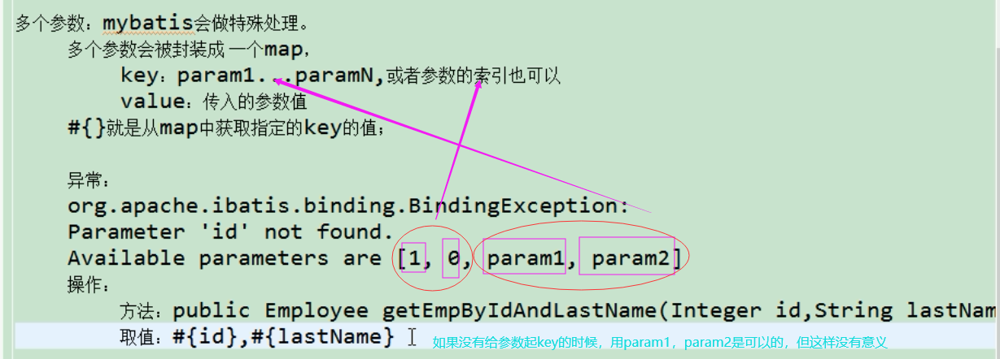 多个参数：mybatis会做特殊处理。
多个参数会被封装成 一个map，
key：param1...paramN,或者参数的索引也可以
value：传入的参数值
#{}就是从map中获取指定的key的值；
异常：
org.apache.ibatis.binding.BindingException:
Parameter 'id' not found.
Available parameters are [1, 0, param1, param2]
操作：
方法：public Employee getEmpByIdAndLastName(Integer id,String lastNam
取值：#{id},#{lastName} 如果没有给参数起key的时候，用param1，param2是可以的，但这样没有意义